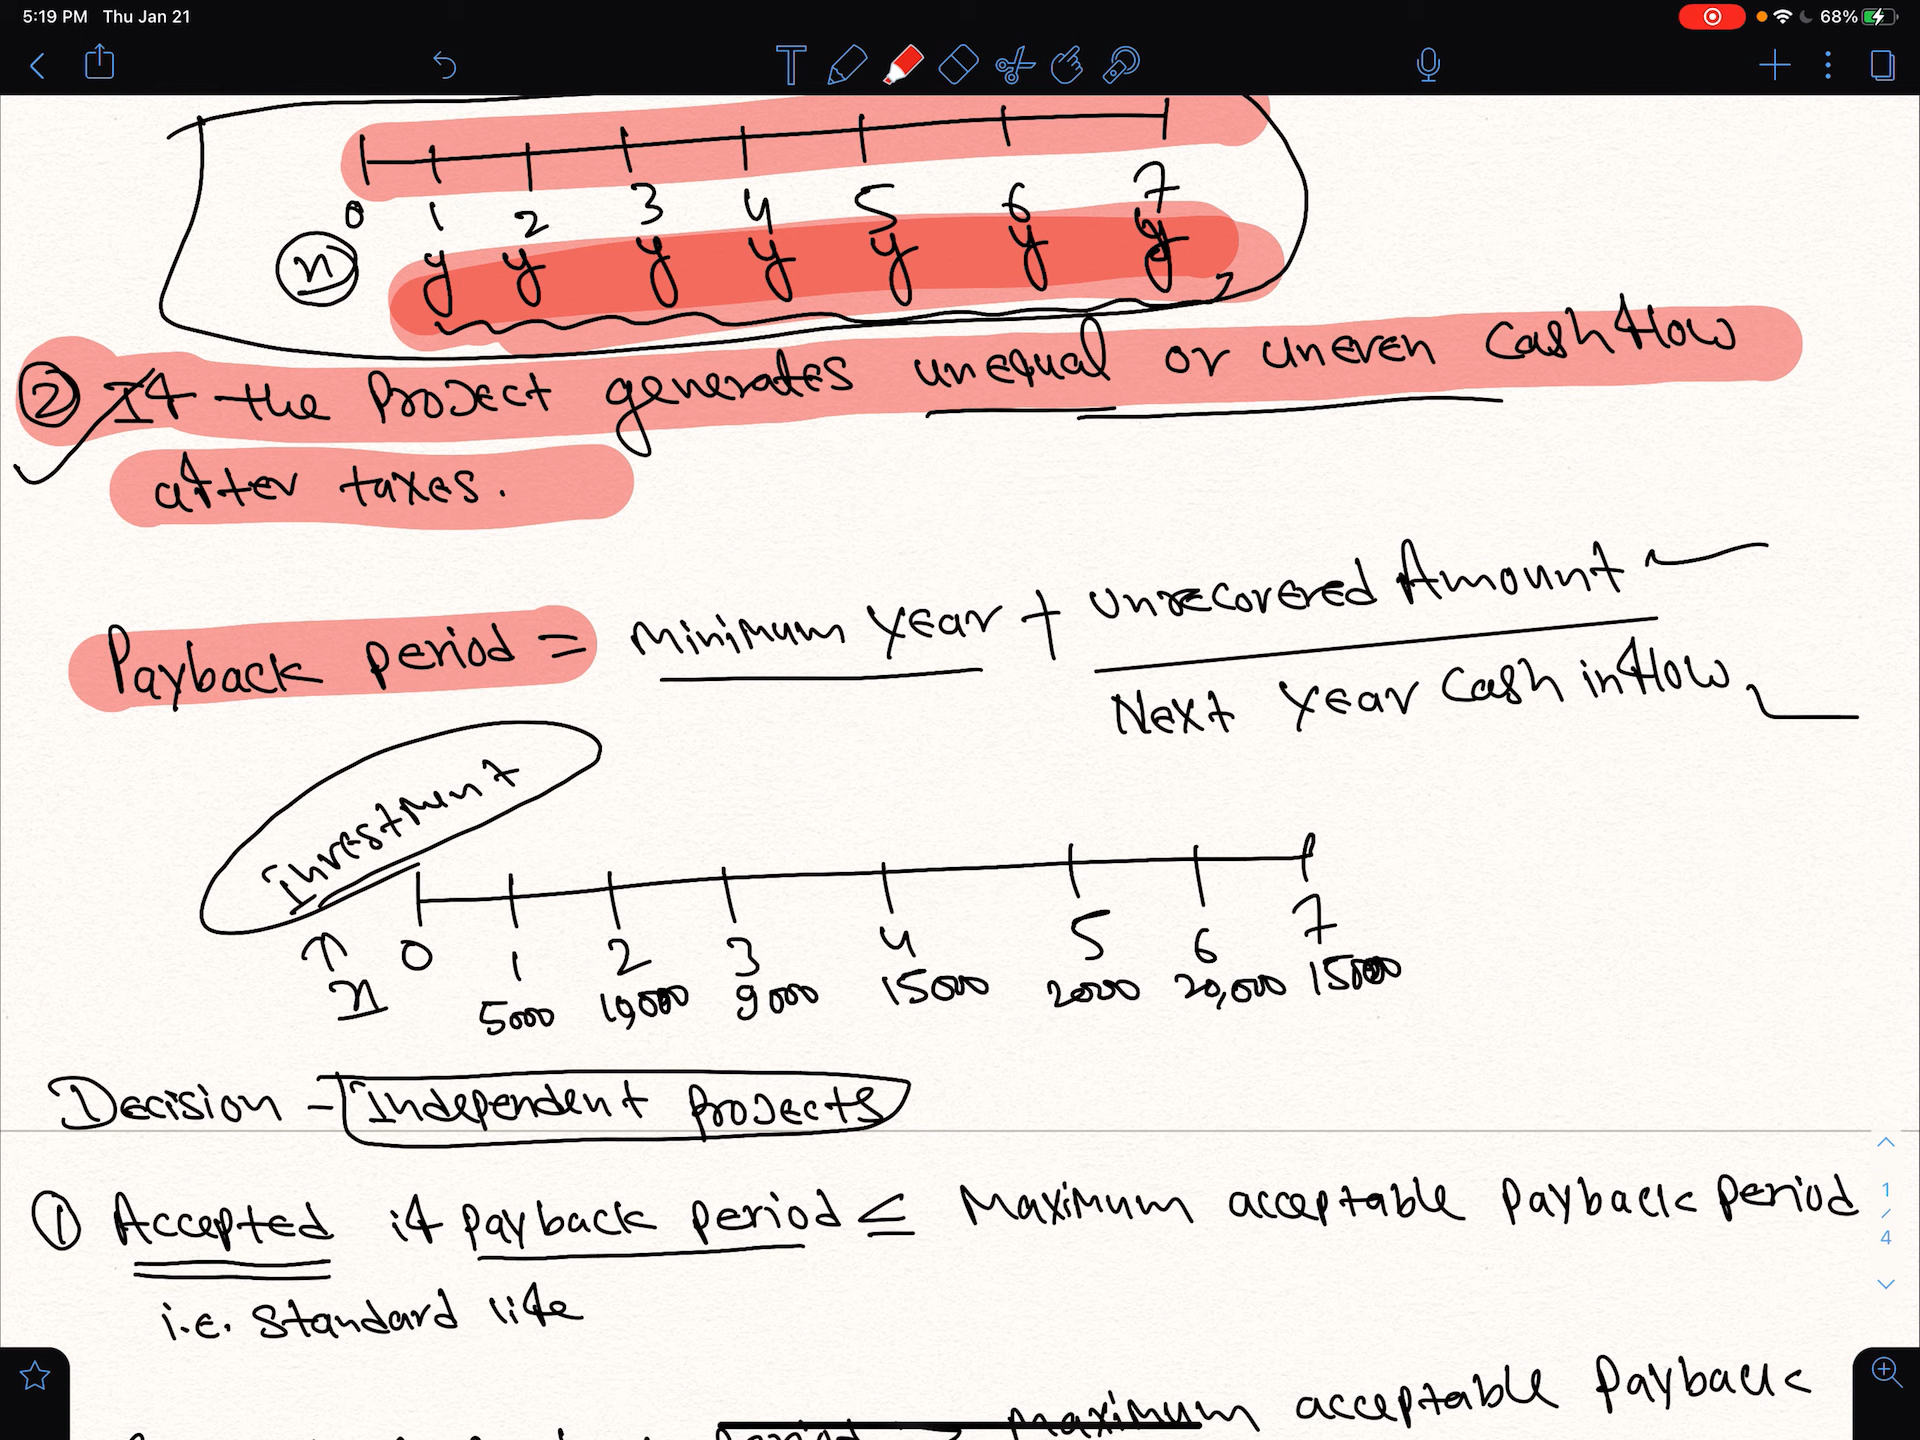 5:19 PM Thu Jan 21
68%
T
0 1 2 3 4 5 6 7
n y y y y y y y
② If the Project generates unequal or uneven Cashflow
after taxes.
Payback period = Minimum Year + Unrecovered Amount
Next Year Cash inflow
Investment
0 1 2 3 4 5 6 7
n 5000 10,000 9000 15000 2000 20,000 15000
Decision - Independent Projects
① Accepted if Payback period ≤ Maximum acceptable Payback Period
i.e. Standard life
1/4
Maximum acceptable Payback